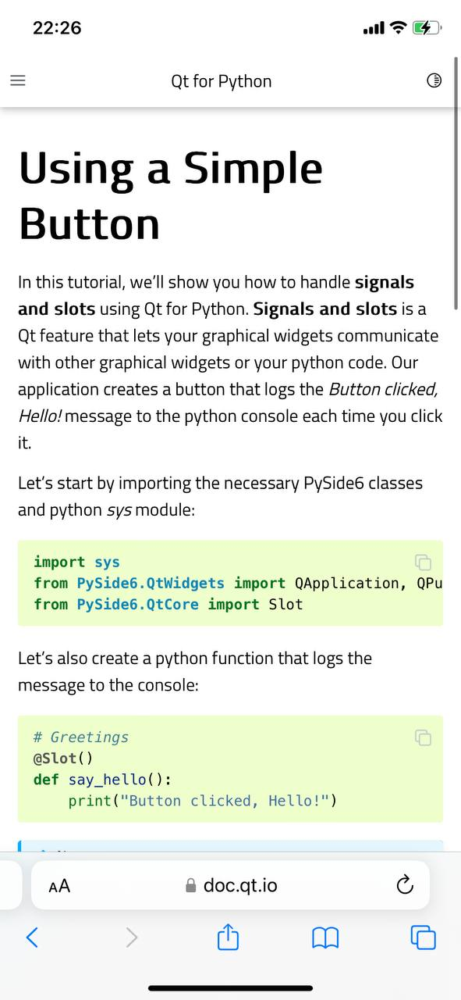 22:26
Qt for Python
Using a Simple
Button
In this tutorial, we’ll show you how to handle signals
and slots using Qt for Python. Signals and slots is a
Qt feature that lets your graphical widgets communicate
with other graphical widgets or your python code. Our
application creates a button that logs the Button clicked,
Hello! message to the python console each time you click
it.
Let’s start by importing the necessary PySide6 classes
and python sys module:
import sys
from PySide6.QtWidgets import QApplication, QPu
from PySide6.QtCore import Slot
Let’s also create a python function that logs the
message to the console:
# Greetings
@Slot()
def say_hello():
    print("Button clicked, Hello!")
AA
doc.qt.io